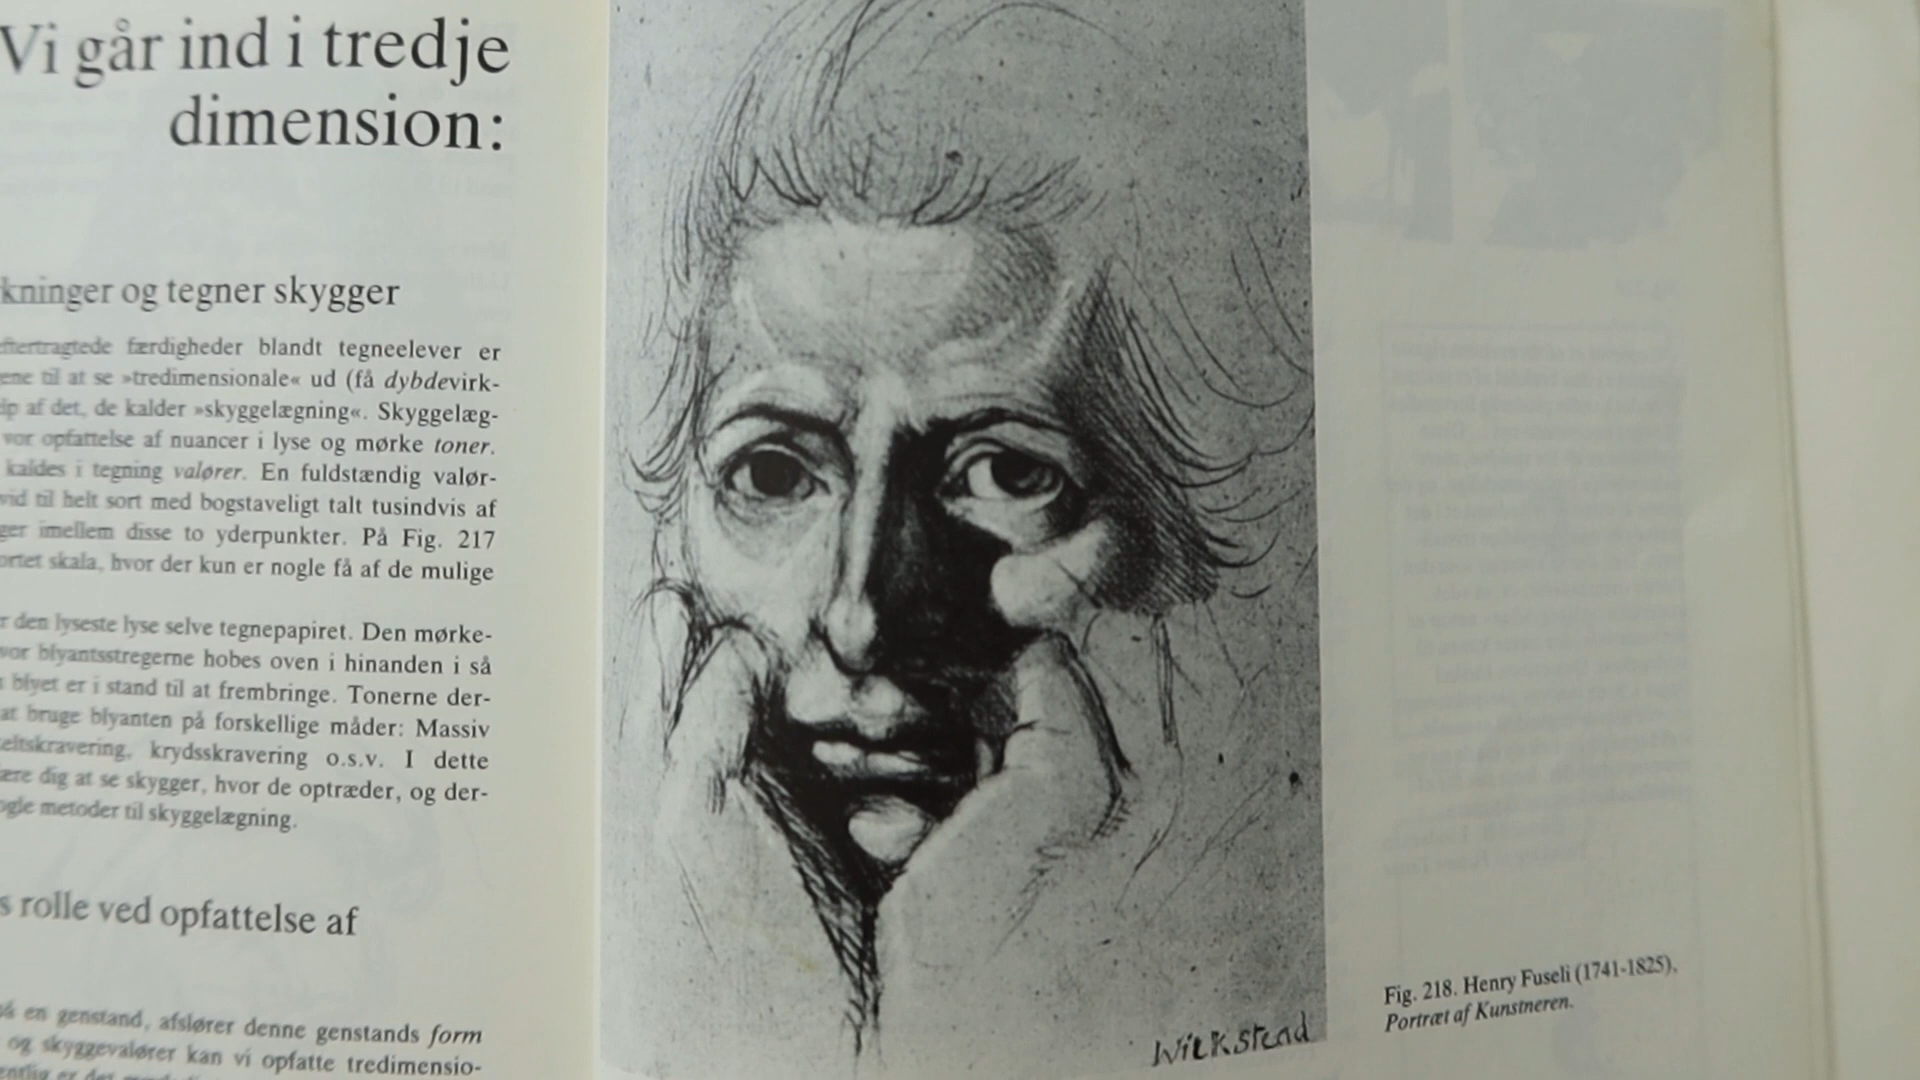 Vi går ind i tredje
dimension:
kninger og tegner skygger
ftertragtede færdigheder blandt tegneelever er
ene til at se »tredimensionale« ud (få dybdevirk-
ip af det, de kalder »skyggelægning«. Skyggelæg-
vor opfattelse af nuancer i lyse og mørke toner.
kaldes i tegning valører. En fuldstændig valør-
vid til helt sort med bogstaveligt talt tusindvis af
ger imellem disse to yderpunkter. På Fig. 217
ortet skala, hvor der kun er nogle få af de mulige
r den lyseste lyse selve tegnepapiret. Den mørke-
vor blyantsstregerne hobes oven i hinanden i så
blyet er i stand til at frembringe. Tonerne der-
at bruge blyanten på forskellige måder: Massiv
eltskravering, krydsskravering o.s.v. I dette
ære dig at se skygger, hvor de optræder, og der-
ogle metoder til skyggelægning.
s rolle ved opfattelse af
å en genstand, afslører denne genstands form
og skyggevalører kan vi opfatte tredimensio-
Wilkstead
Fig. 218. Henry Fuseli (1741-1825),
Portræt af Kunstneren.